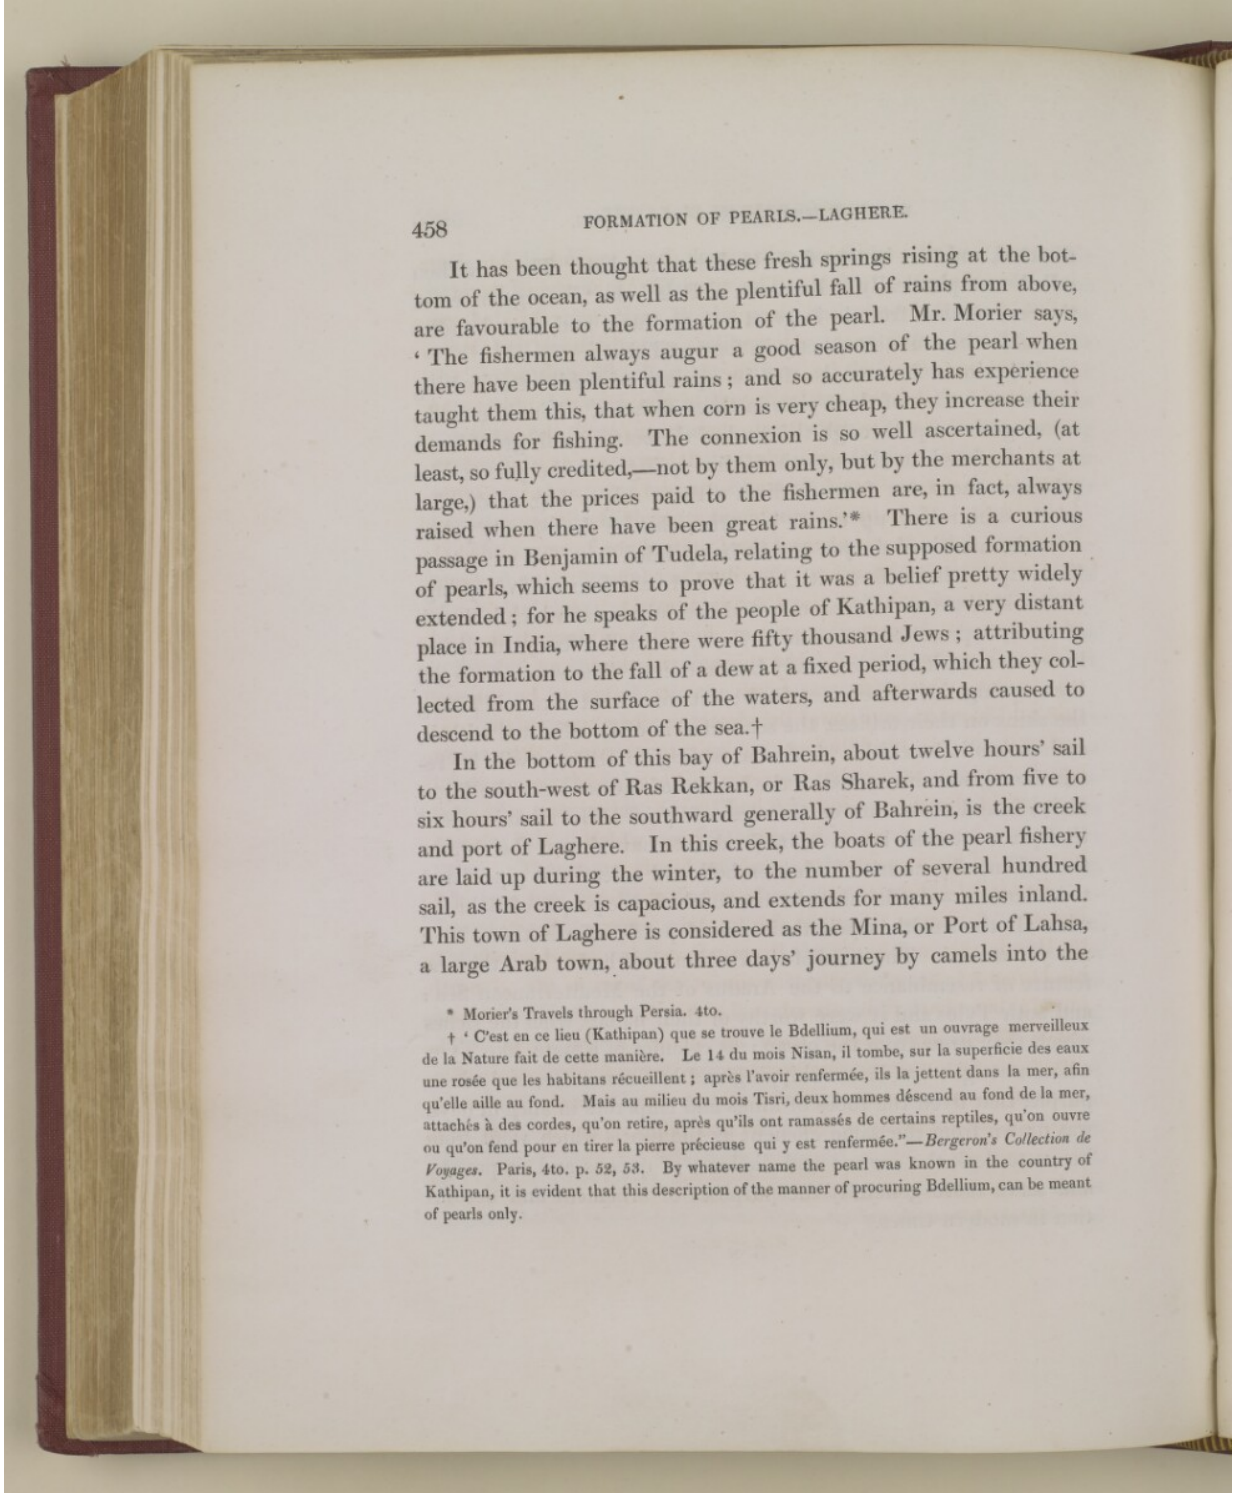 458
FORMATION OF PEARLS.—LAGHERE.
It has been thought that these fresh springs rising at the bot-
tom of the ocean, as well as the plentiful fall of rains from above,
are favourable to the formation of the pearl. Mr. Morier says,
‘ The fishermen always augur a good season of the pearl when
there have been plentiful rains ; and so accurately has experience
taught them this, that when corn is very cheap, they increase their
demands for fishing. The connexion is so well ascertained, (at
least, so fully credited,—not by them only, but by the merchants at
large,) that the prices paid to the fishermen are, in fact, always
raised when there have been great rains.’* There is a curious
passage in Benjamin of Tudela, relating to the supposed formation
of pearls, which seems to prove that it was a belief pretty widely
extended ; for he speaks of the people of Kathipan, a very distant
place in India, where there were fifty thousand Jews ; attributing
the formation to the fall of a dew at a fixed period, which they col-
lected from the surface of the waters, and afterwards caused to
descend to the bottom of the sea.†
In the bottom of this bay of Bahrein, about twelve hours’ sail
to the south-west of Ras Rekkan, or Ras Sharek, and from five to
six hours’ sail to the southward generally of Bahrein, is the creek
and port of Laghere. In this creek, the boats of the pearl fishery
are laid up during the winter, to the number of several hundred
sail, as the creek is capacious, and extends for many miles inland.
This town of Laghere is considered as the Mina, or Port of Lahsa,
a large Arab town, about three days’ journey by camels into the
* Morier's Travels through Persia. 4to.
† ‘ C'est en ce lieu (Kathipan) que se trouve le Bdellium, qui est un ouvrage merveilleux
de la Nature fait de cette manière. Le 14 du mois Nisan, il tombe, sur la superficie des eaux
une rosée que les habitans récueillent ; après l'avoir renfermée, ils la jettent dans la mer, afin
qu'elle aille au fond. Mais au milieu du mois Tisri, deux hommes déscend au fond de la mer,
attachés à des cordes, qu'on retire, après qu'ils ont ramassés de certains reptiles, qu'on ouvre
ou qu'on fend pour en tirer la pierre précieuse qui y est renfermée.”—Bergeron's Collection de
Voyages. Paris, 4to. p. 52, 53. By whatever name the pearl was known in the country of
Kathipan, it is evident that this description of the manner of procuring Bdellium, can be meant
of pearls only.